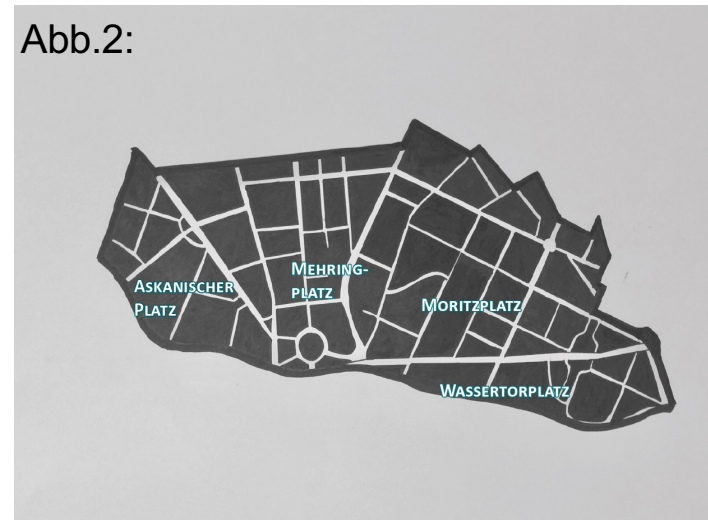 Abb.2:
MEHRING-
PLATZ
ASKANISCHER
PLATZ
MORITZPLATZ
WASSERTORPLATZ